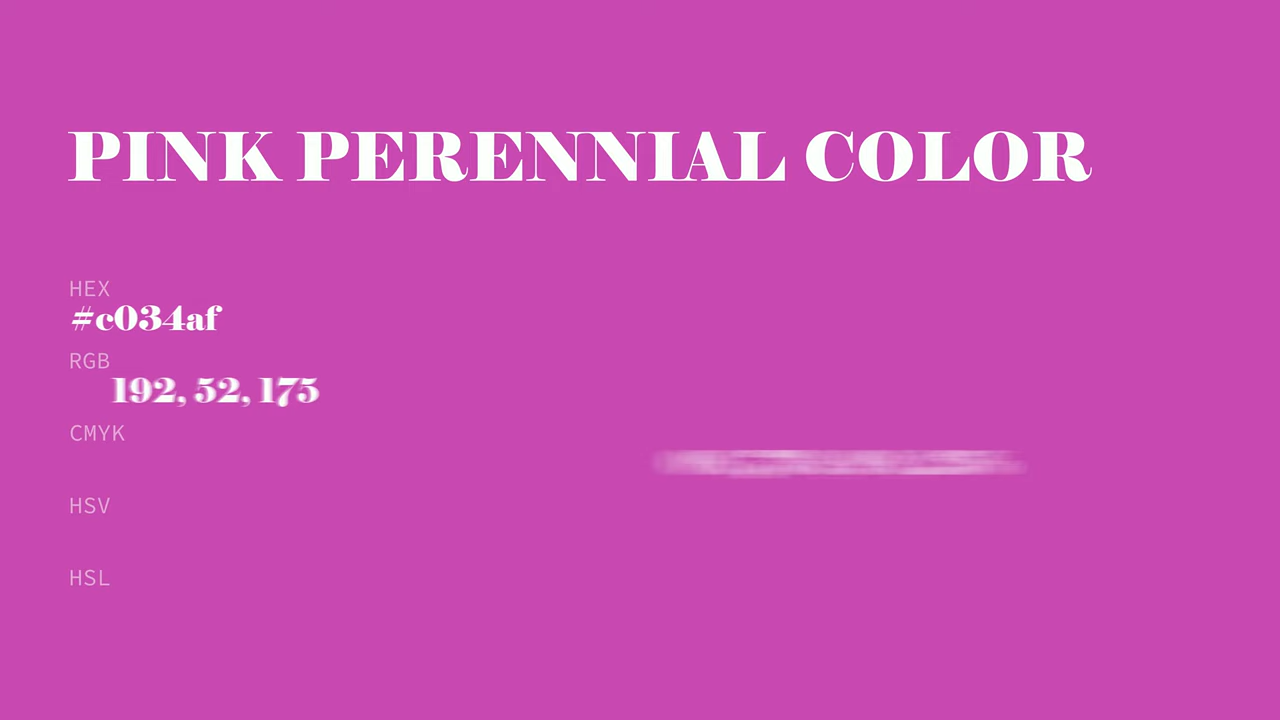 PINK PERENNIAL COLOR
HEX
#c034af
RGB
192, 52, 175
CMYK
HSV
HSL